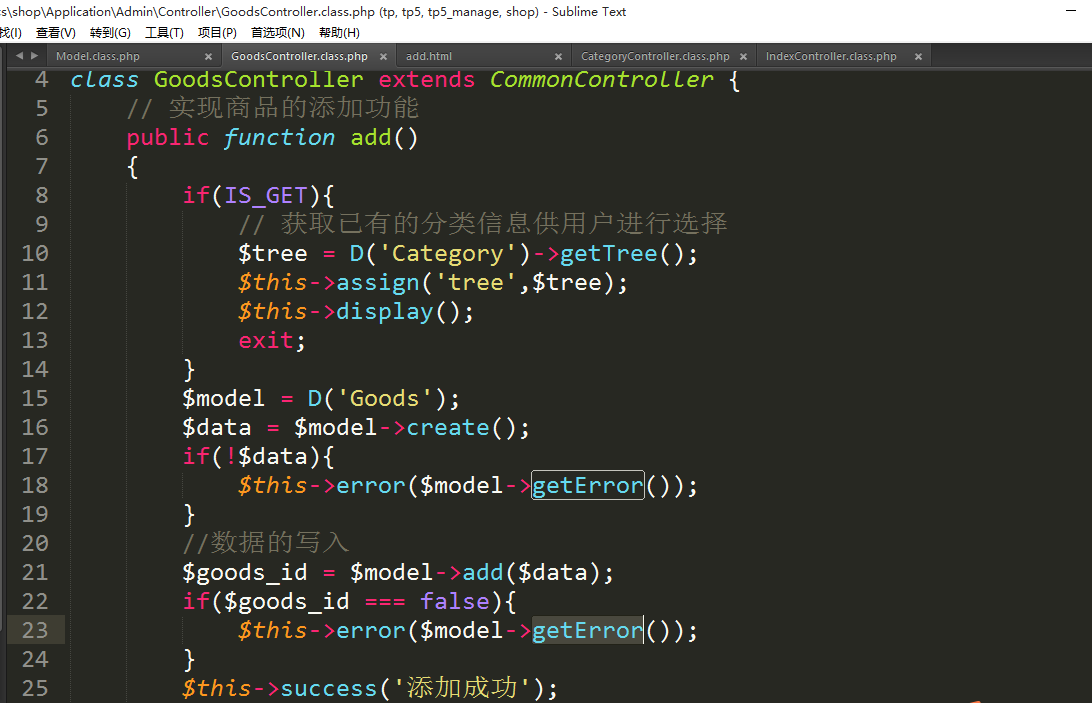 s\shop\Application\Admin\Controller\GoodsController.class.php (tp, tp5, tp5_manage, shop) - Sublime Text
找(I) 查看(V) 转到(G) 工具(T) 项目(P) 首选项(N) 帮助(H)
Model.class.php × GoodsController.class.php × add.html × CategoryController.class.php × IndexController.class.php ×
4 class GoodsController extends CommonController {
5 // 实现商品的添加功能
6 public function add()
7 {
8 if(IS_GET){
9 // 获取已有的分类信息供用户进行选择
10 $tree = D('Category')->getTree();
11 $this->assign('tree',$tree);
12 $this->display();
13 exit;
14 }
15 $model = D('Goods');
16 $data = $model->create();
17 if(!$data){
18 $this->error($model->getError());
19 }
20 //数据的写入
21 $goods_id = $model->add($data);
22 if($goods_id === false){
23 $this->error($model->getError());
24 }
25 $this->success('添加成功');